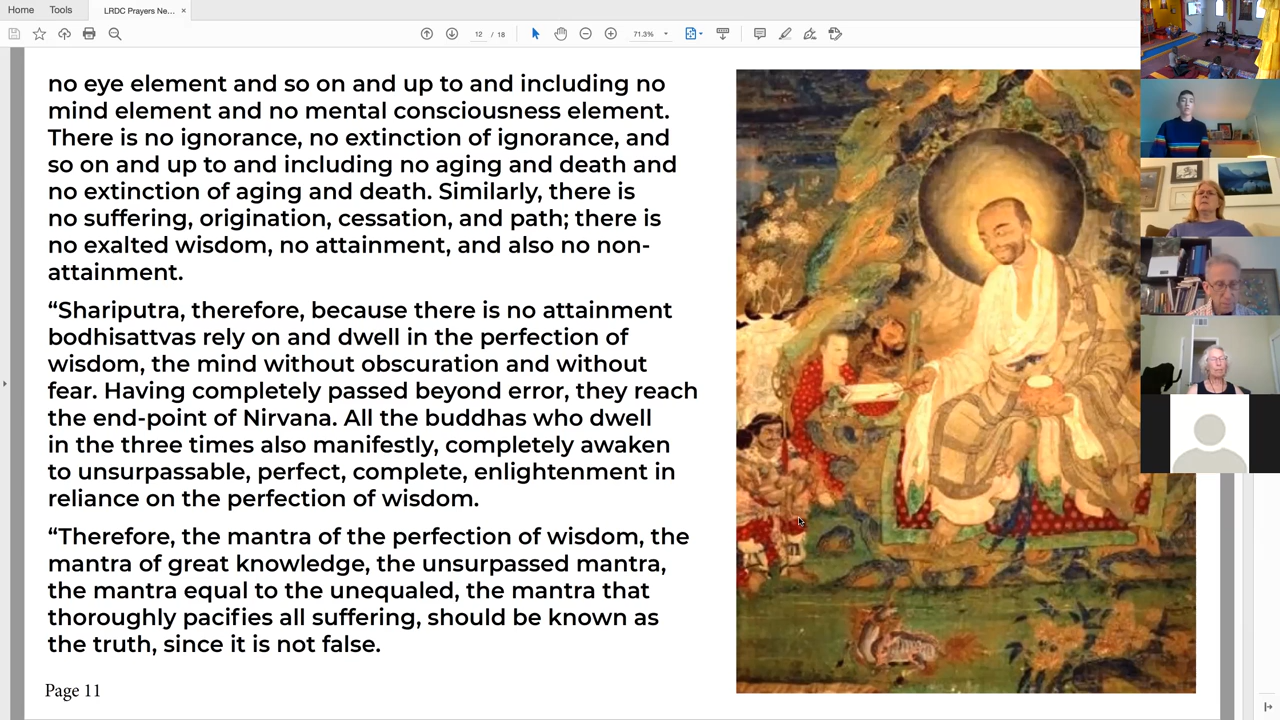 Home
Tools
LRDC Prayers Ne...
×
12 / 18
71.3%
no eye element and so on and up to and including no
mind element and no mental consciousness element.
There is no ignorance, no extinction of ignorance, and
so on and up to and including no aging and death and
no extinction of aging and death. Similarly, there is
no suffering, origination, cessation, and path; there is
no exalted wisdom, no attainment, and also no non-
attainment.
“Shariputra, therefore, because there is no attainment
bodhisattvas rely on and dwell in the perfection of
wisdom, the mind without obscuration and without
fear. Having completely passed beyond error, they reach
the end-point of Nirvana. All the buddhas who dwell
in the three times also manifestly, completely awaken
to unsurpassable, perfect, complete, enlightenment in
reliance on the perfection of wisdom.
“Therefore, the mantra of the perfection of wisdom, the
mantra of great knowledge, the unsurpassed mantra,
the mantra equal to the unequaled, the mantra that
thoroughly pacifies all suffering, should be known as
the truth, since it is not false.
Page 11